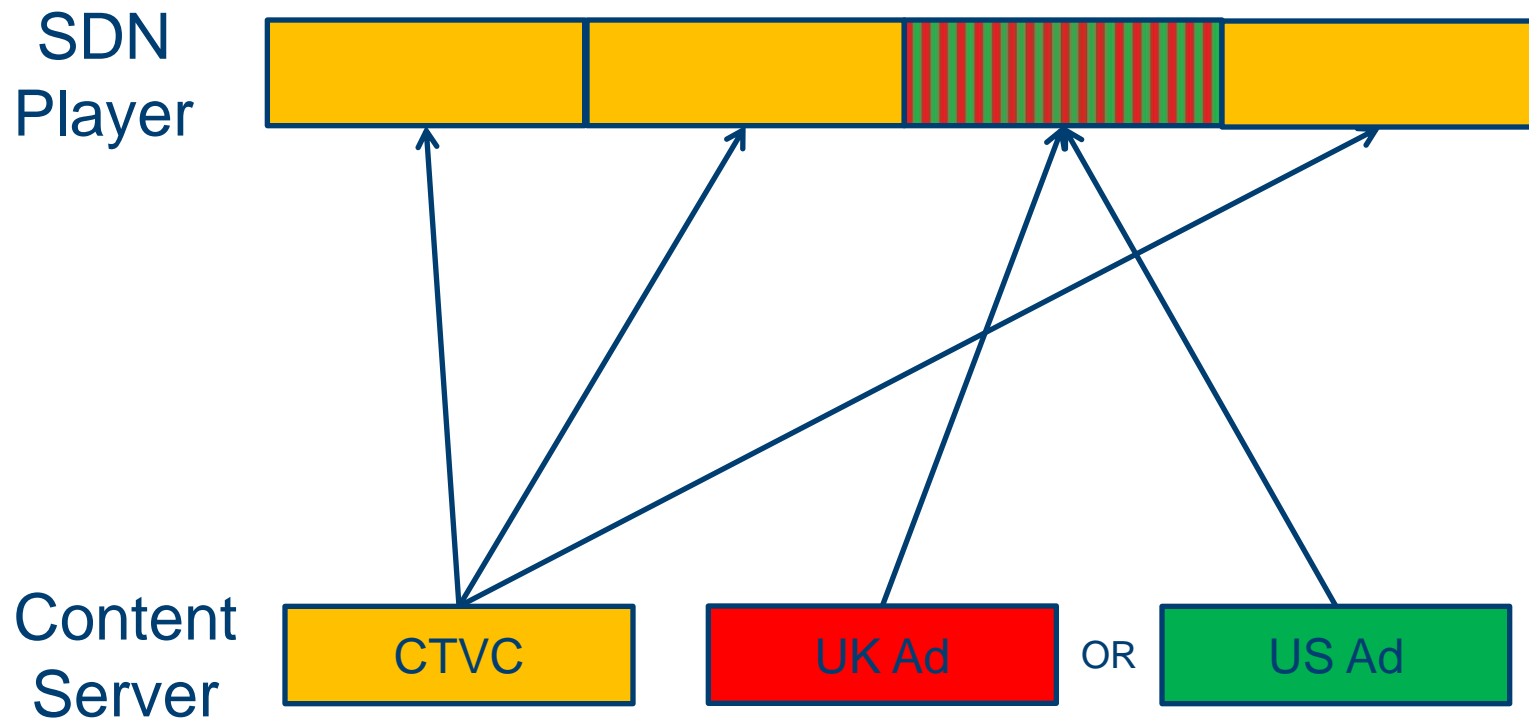 SDN
Player
Content
Server
CTVC
UK Ad
OR
US Ad